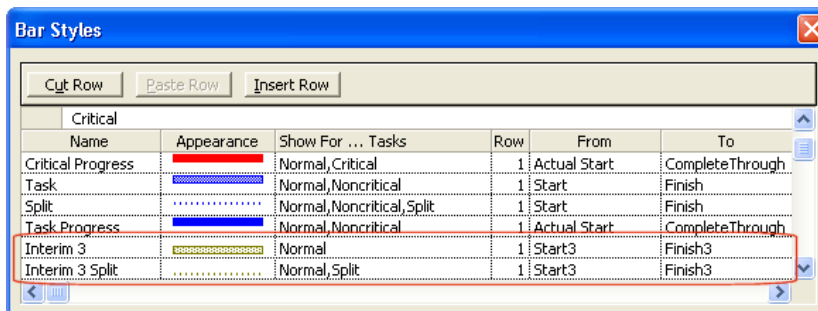 Bar Styles
Cut Row Paste Row Insert Row
Critical
Name Appearance Show For ... Tasks Row From To
Critical Progress Normal,Critical 1 Actual Start CompleteThrough
Task Normal,Noncritical 1 Start Finish
Split Normal,Noncritical,Split 1 Start Finish
Task Progress Normal,Noncritical 1 Actual Start CompleteThrough
Interim 3 Normal 1 Start3 Finish3
Interim 3 Split Normal,Split 1 Start3 Finish3